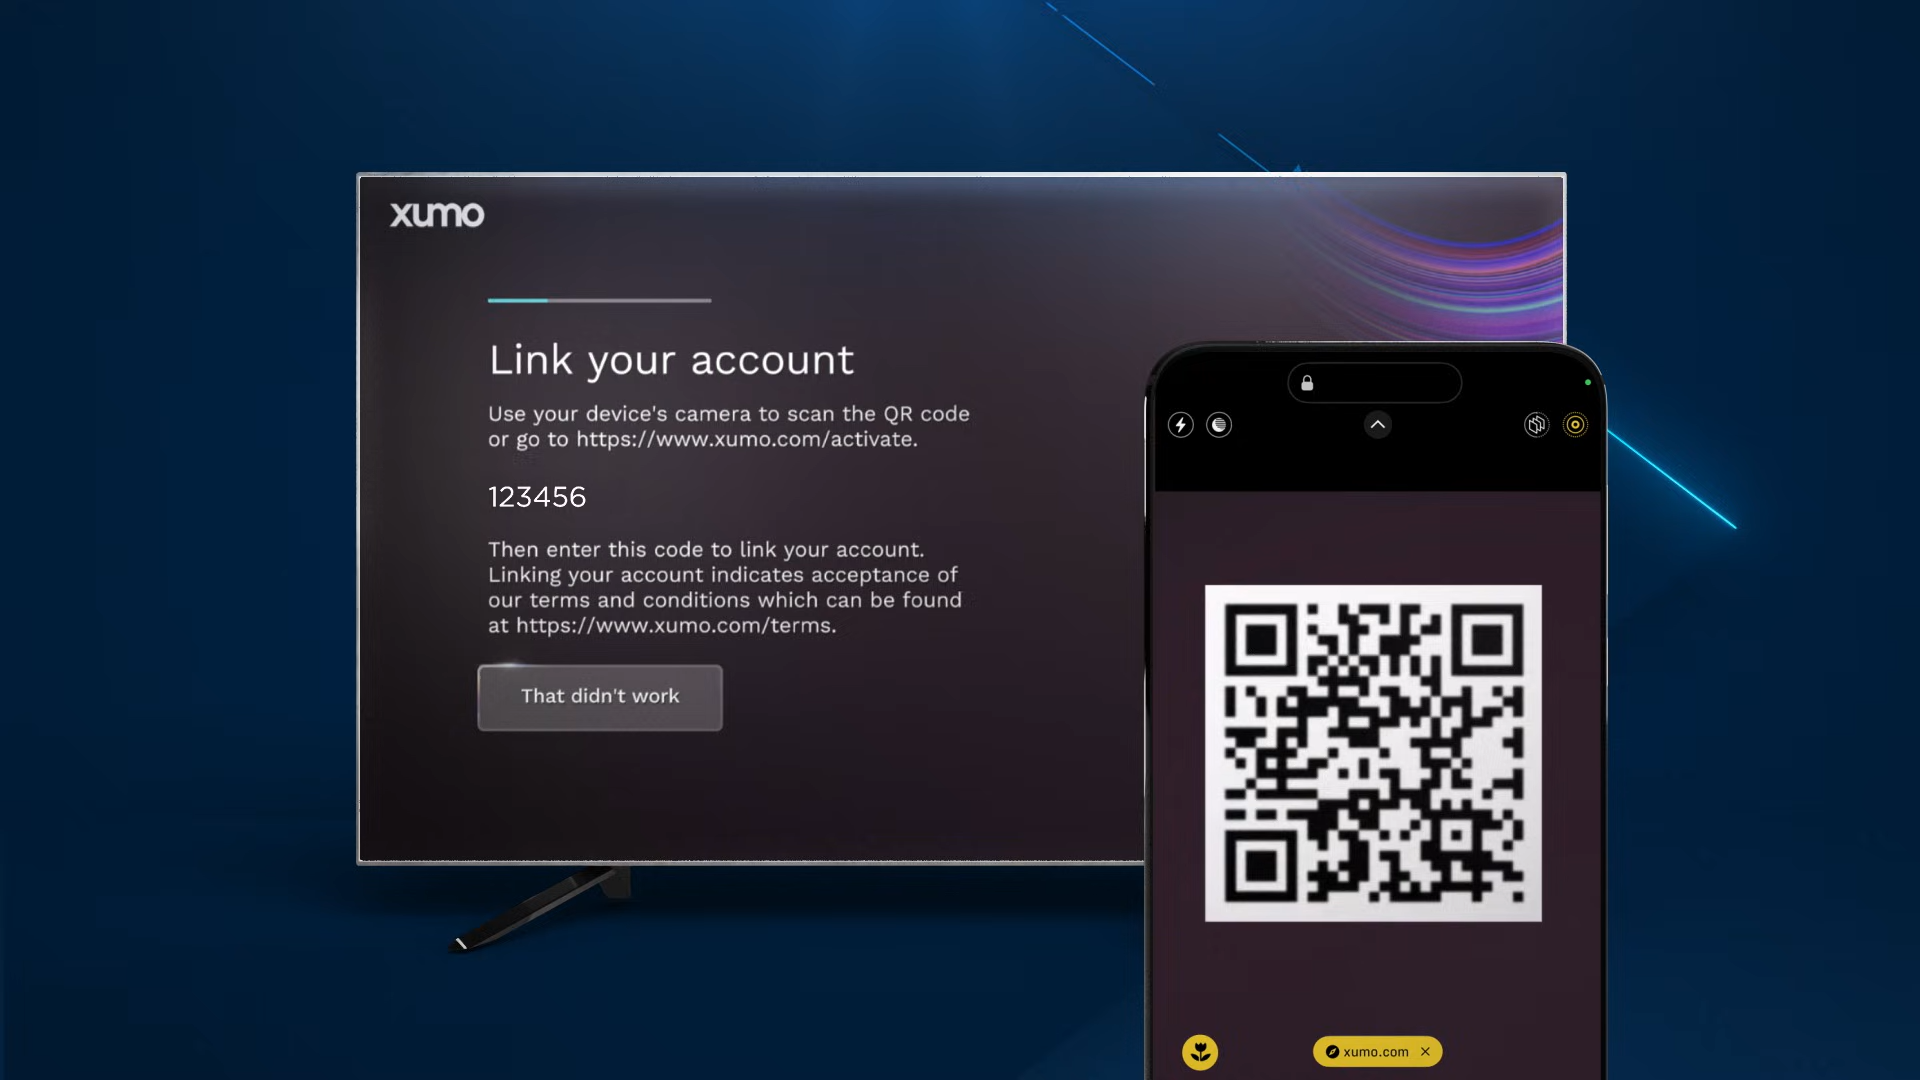 xumo
Link your account
Use your device's camera to scan the QR code
or go to https://www.xumo.com/activate.
123456
Then enter this code to link your account.
Linking your account indicates acceptance of
our terms and conditions which can be found
at https://www.xumo.com/terms.
That didn't work
xumo.com